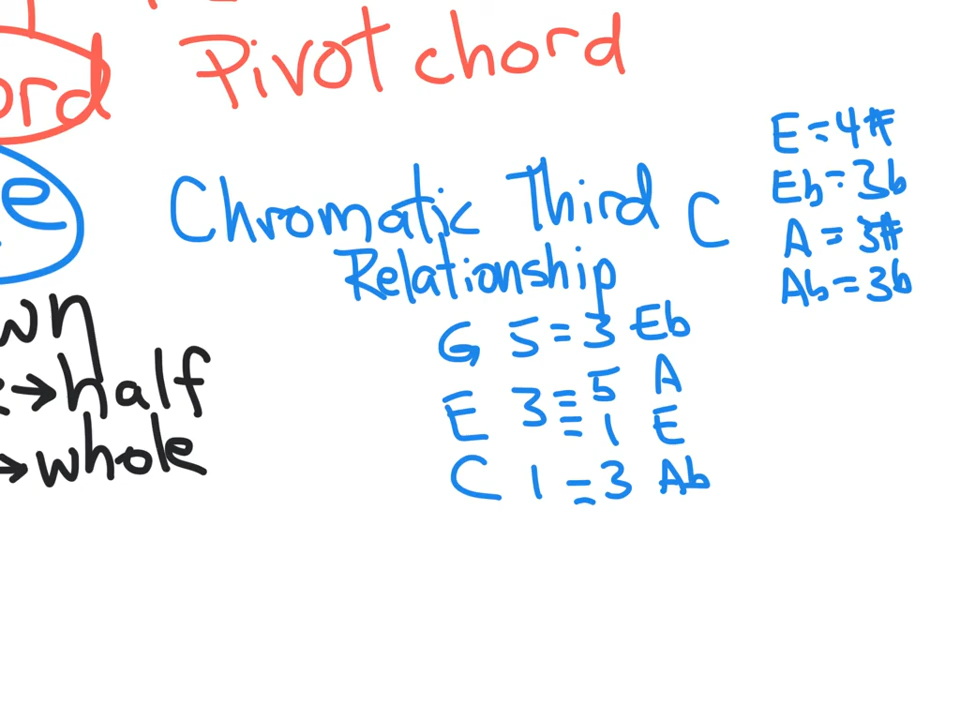 Pivot chord
ord
e
Chromatic Third C
Relationship
E = 4#
Eb = 3b
A = 3#
Ab = 3b
wn
→ half
→ whole
G 5 = 3 Eb
E 3 = 5 A
= 1 E
C 1 = 3 Ab